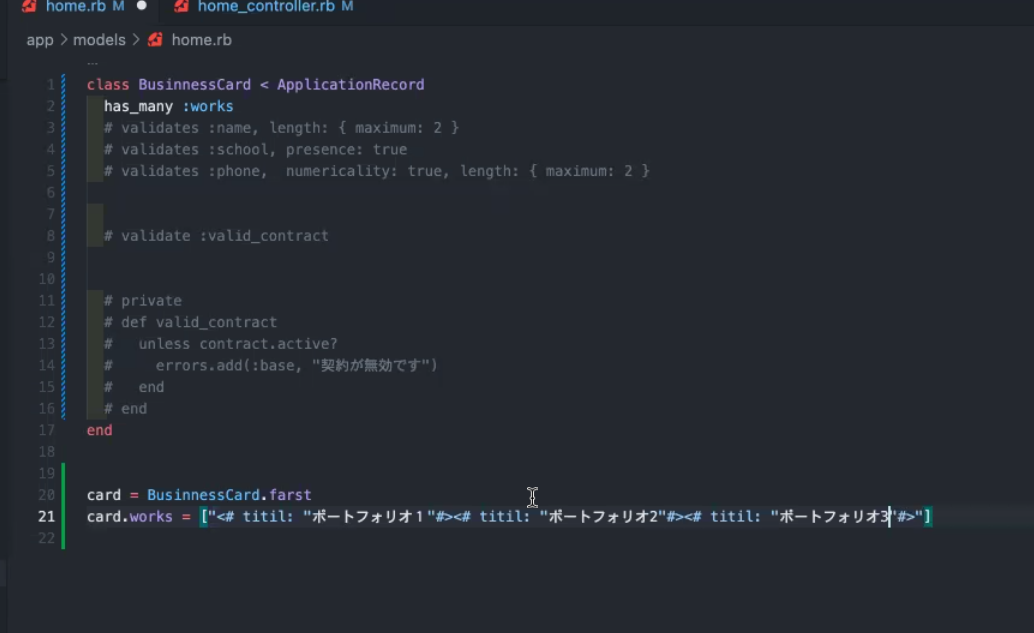 home.rb M ● home_controller.rb M
app > models > home.rb
1 class BusinnessCard < ApplicationRecord
2 has_many :works
3 # validates :name, length: { maximum: 2 }
4 # validates :school, presence: true
5 # validates :phone,  numericality: true, length: { maximum: 2 }
6
7
8 # validate :valid_contract
9
10
11 # private
12 # def valid_contract
13 #   unless contract.active?
14 #     errors.add(:base, "契約が無効です")
15 #   end
16 # end
17 end
18
19
20 card = BusinnessCard.farst
21 card.works = ["<# titil: "ポートフォリオ１"#><# titil: "ポートフォリオ2"#><# titil: "ポートフォリオ3"#>"]
22